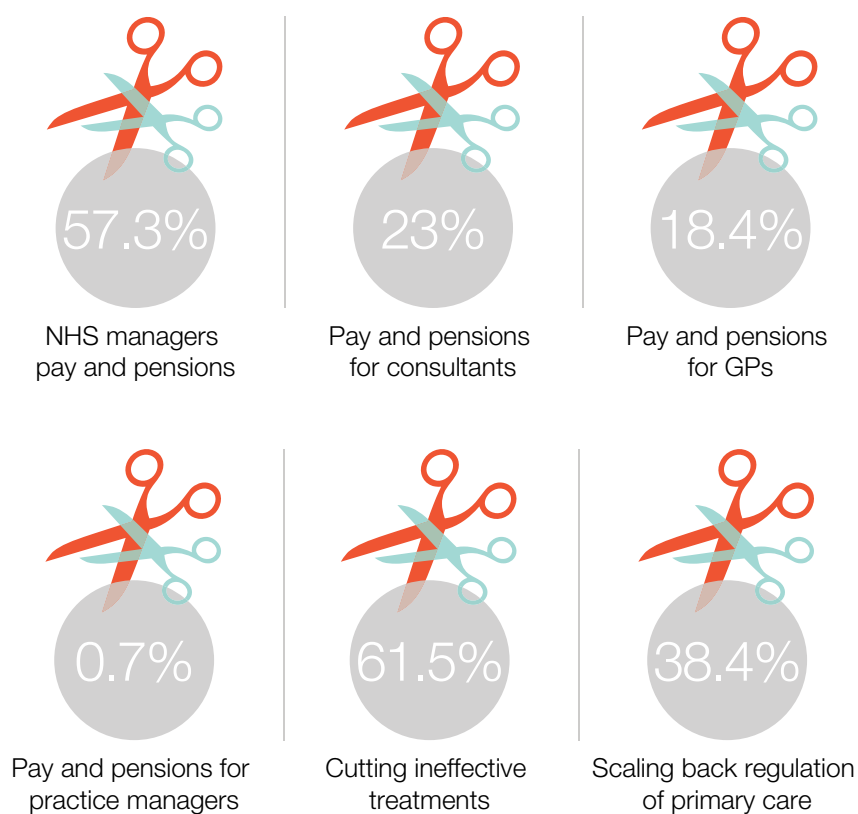 57.3%
23%
18.4%
NHS managers
pay and pensions
Pay and pensions
for consultants
Pay and pensions
for GPs
0.7%
61.5%
38.4%
Pay and pensions for
practice managers
Cutting ineffective
treatments
Scaling back regulation
of primary care